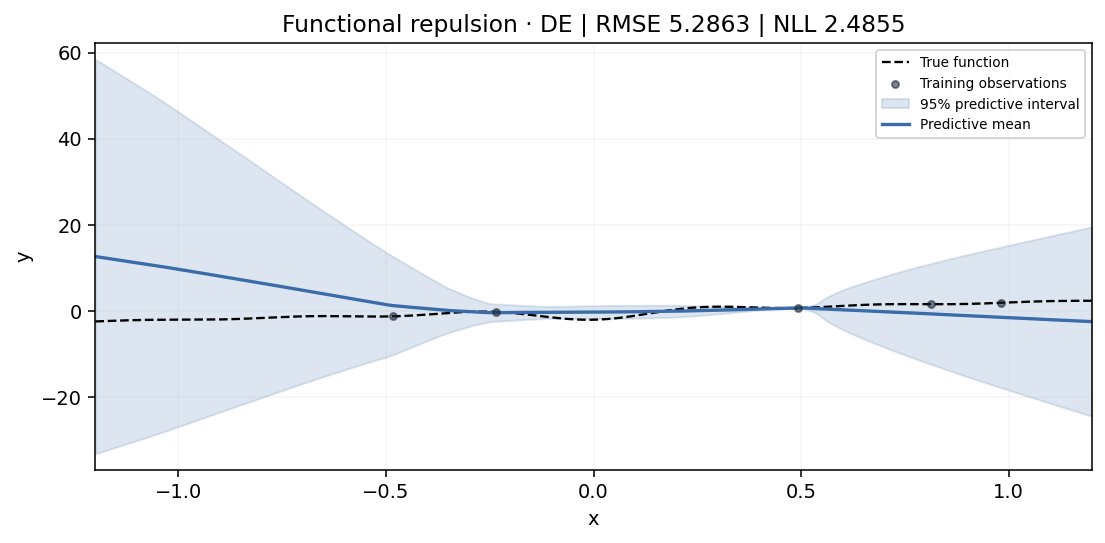 Functional repulsion · DE | RMSE 5.2863 | NLL 2.4855
True function
Training observations
95% predictive interval
Predictive mean
y
60
40
20
0
−20
−1.0
−0.5
0.0
0.5
1.0
x